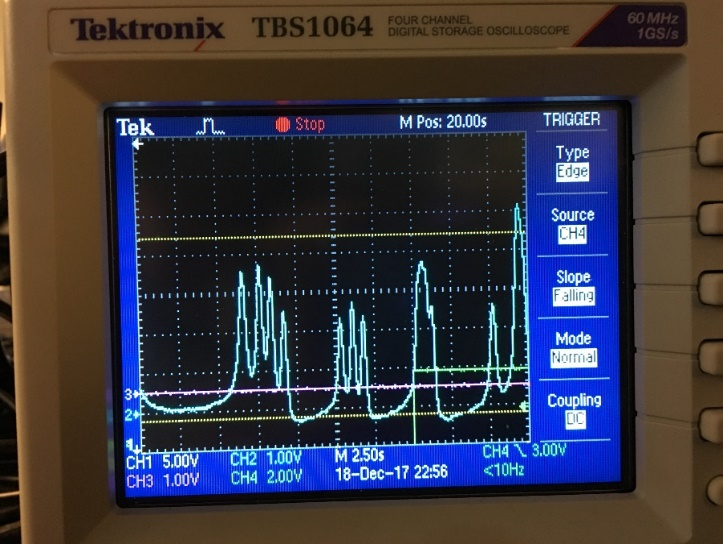 Tektronix TBS1064 FOUR CHANNEL DIGITAL STORAGE OSCILLOSCOPE
60 MHz
1GS/s
Tek Stop M Pos: 20.00s TRIGGER
Type
Edge
Source
CH4
Slope
Falling
Mode
Normal
Coupling
DC
3
2
CH1 5.00V CH2 1.00V M 2.50s CH4 3.00V
CH3 1.00V CH4 2.00V 18-Dec-17 22:56 <10Hz